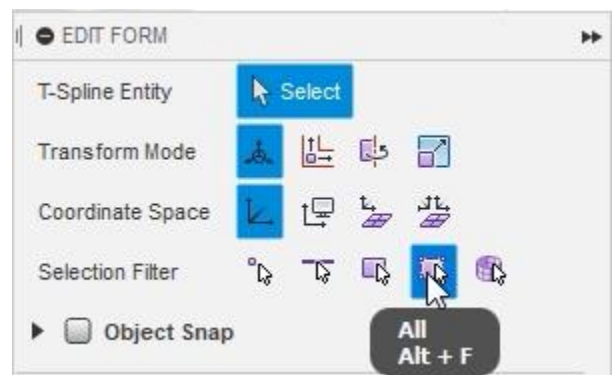 EDIT FORM
T-Spline Entity Select
Transform Mode
Coordinate Space
Selection Filter
Object Snap
All
Alt + F